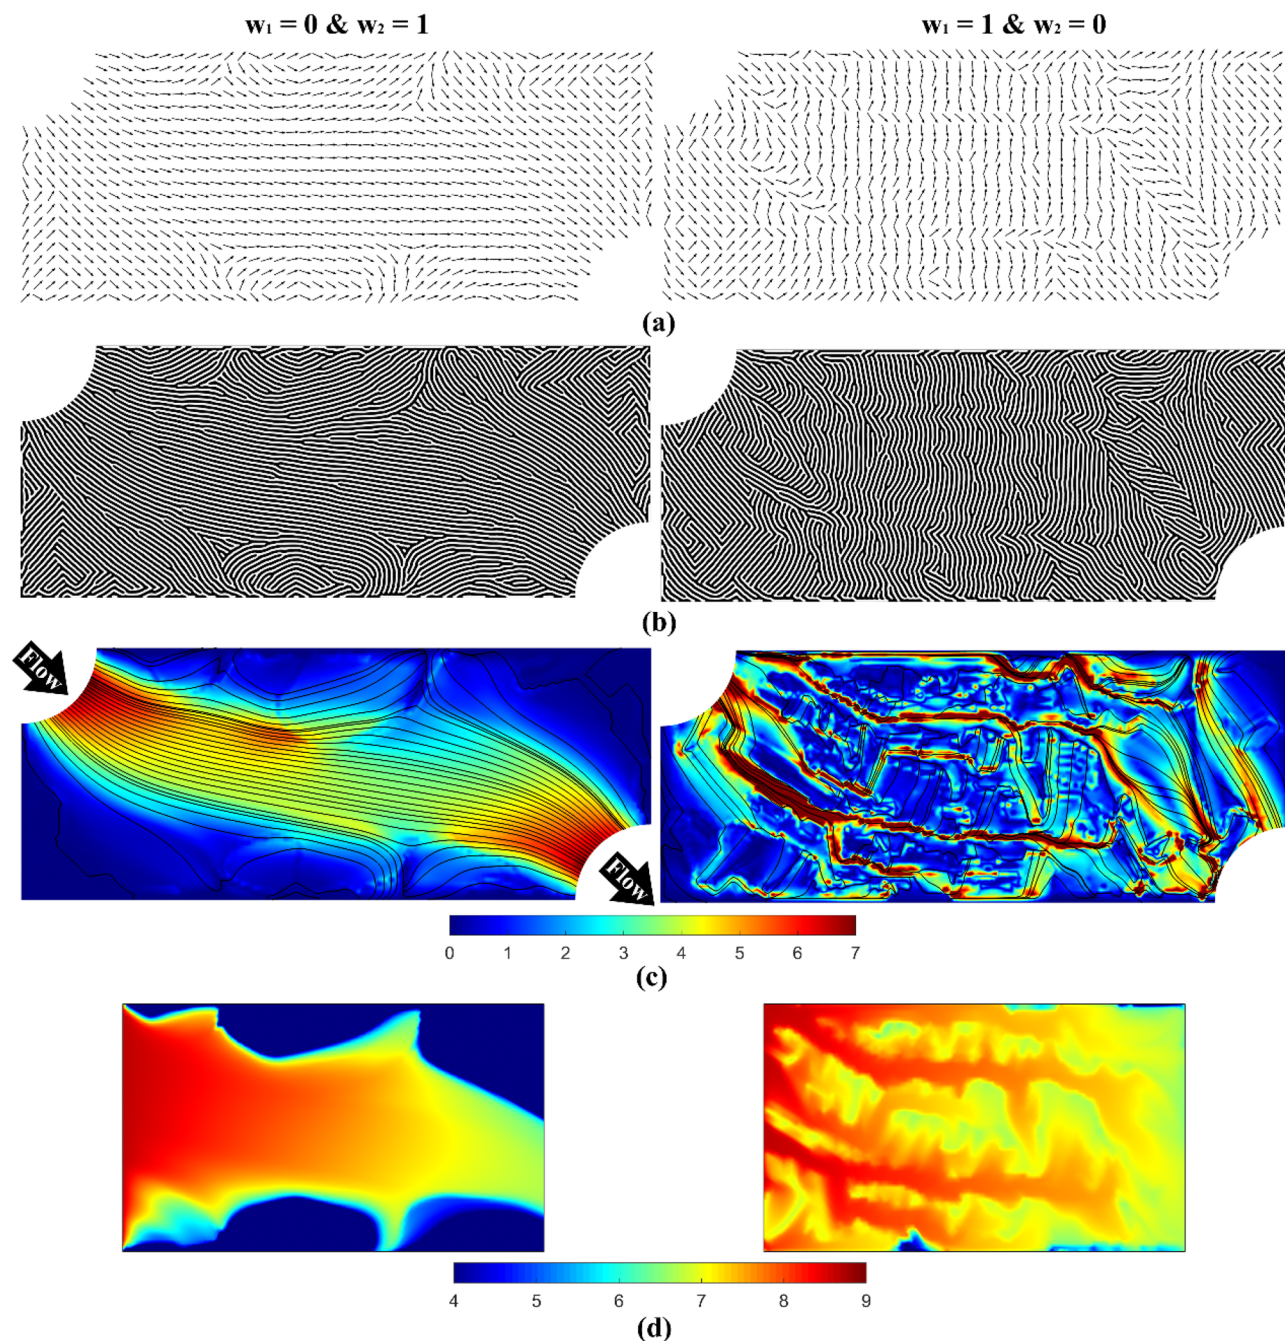 w₁ = 0 & w₂ = 1
w₁ = 1 & w₂ = 0
(a)
(b)
Flow
Flow
0 1 2 3 4 5 6 7
(c)
4 5 6 7 8 9
(d)